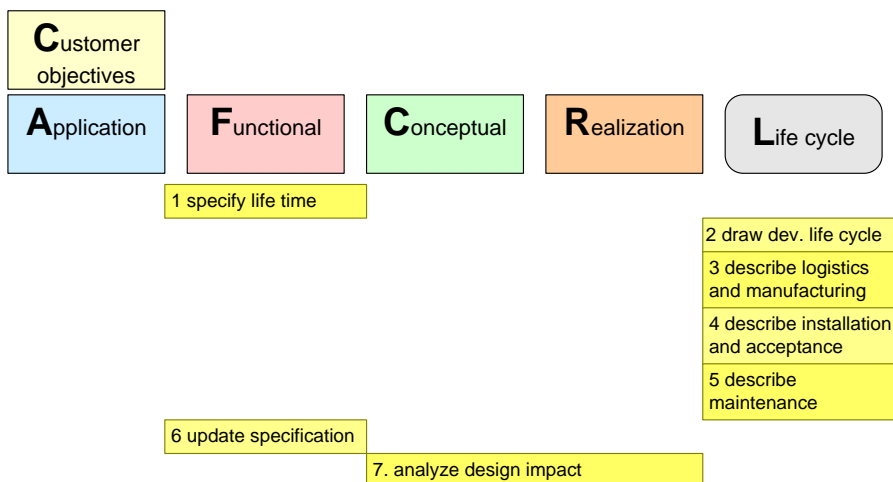 Customer
objectives
Application
Functional
Conceptual
Realization
Life cycle
1 specify life time
2 draw dev. life cycle
3 describe logistics
and manufacturing
4 describe installation
and acceptance
5 describe
maintenance
6 update specification
7. analyze design impact